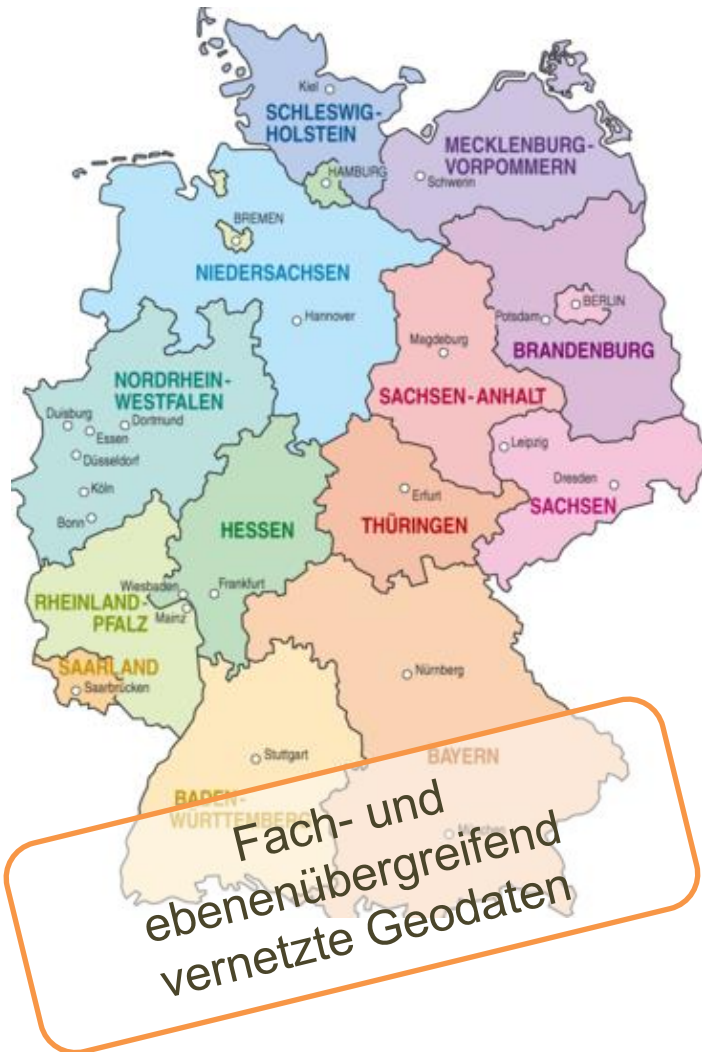 Kiel
SCHLESWIG-
HOLSTEIN
MECKLENBURG-
VORPOMMERN
HAMBURG
Schwerin
BREMEN
NIEDERSACHSEN
Hannover
BERLIN
Potsdam
BRANDENBURG
Magdeburg
SACHSEN-ANHALT
NORDRHEIN-
WESTFALEN
Duisburg
Dortmund
Essen
Düsseldorf
Köln
Bonn
Leipzig
Dresden
SACHSEN
Erfurt
THÜRINGEN
HESSEN
Wiesbaden
Frankfurt
RHEINLAND-
PFALZ
Mainz
SAARLAND
Saarbrücken
Nürnberg
Stuttgart
BAYERN
BADEN-
WÜRTTEMBERG
München
Fach- und
ebenenübergreifend
vernetzte Geodaten